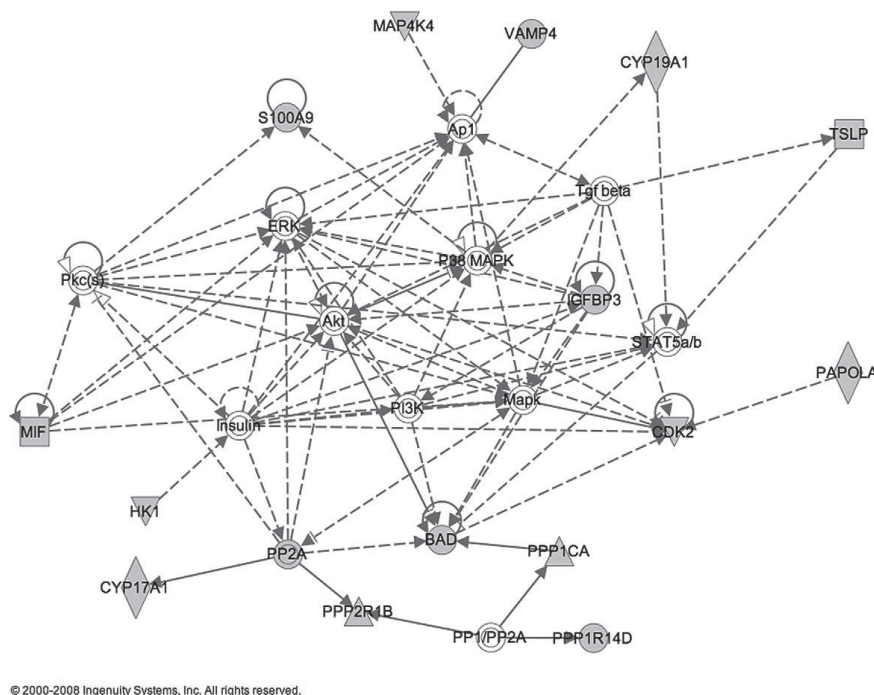 MAP4K4
VAMP4
CYP19A1
S100A9
Ap1
TSLP
Tgf beta
ERK
P38 MAPK
Pkc(s)
IGFBP3
Akt
STAT5a/b
PAPOLA
PI3K
Mapk
MIF
Insulin
CDK2
HK1
BAD
PP2A
PPP1CA
CYP17A1
PPP2R1B
PP1/PP2A
PPP1R14D
© 2000-2008 Ingenuity Systems, Inc. All rights reserved.